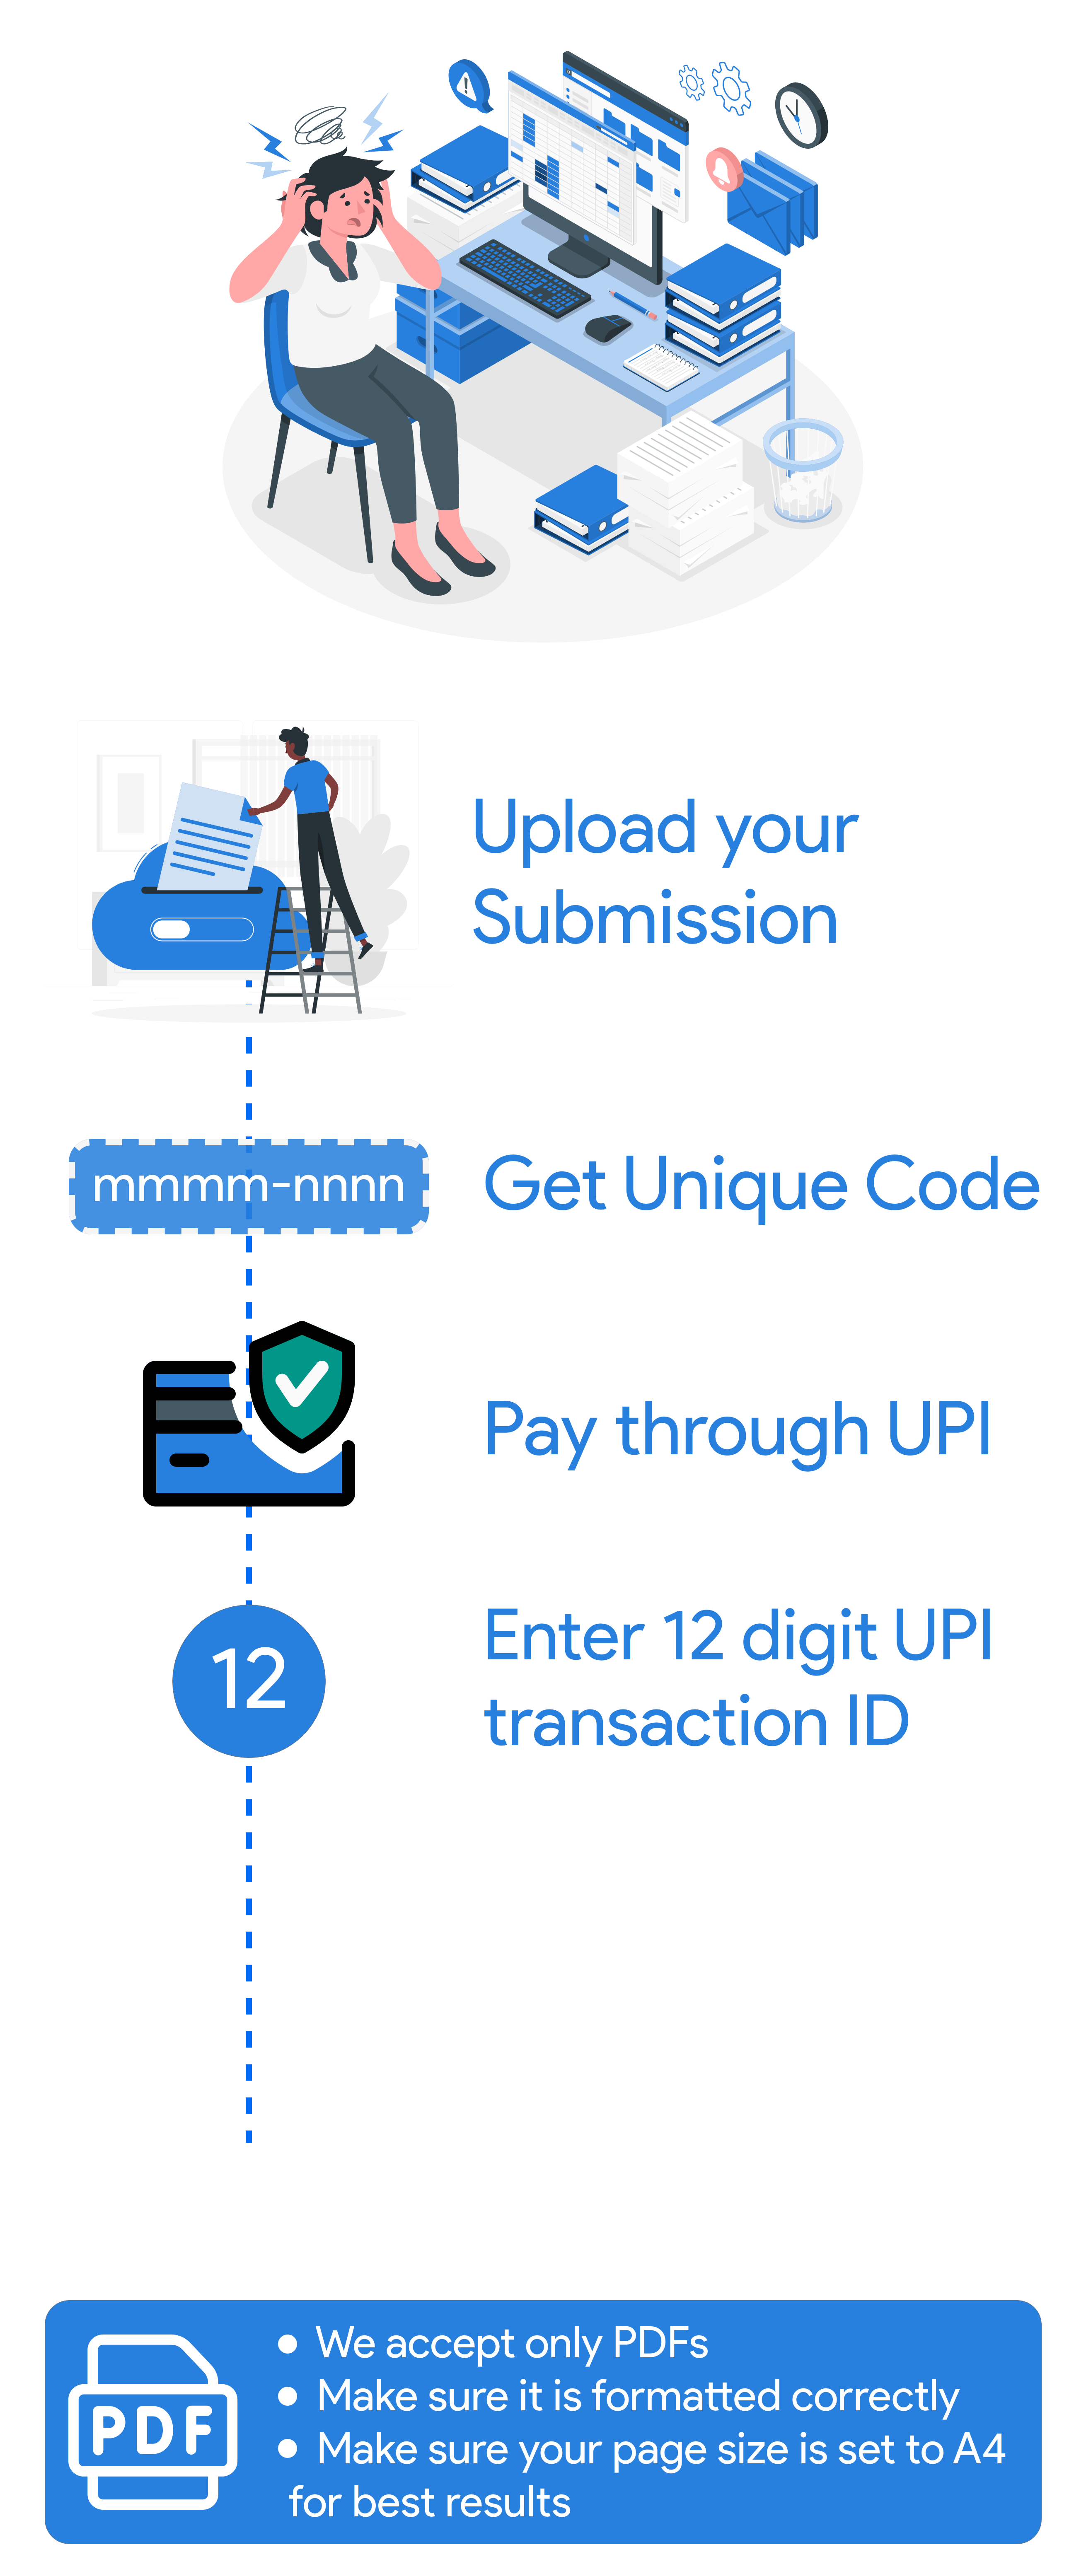 Upload your
Submission
mmmm-nnnn
Get Unique Code
Pay through UPI
12
Enter 12 digit UPI
transaction ID
PDF
• We accept only PDFs
• Make sure it is formatted correctly
• Make sure your page size is set to A4
for best results